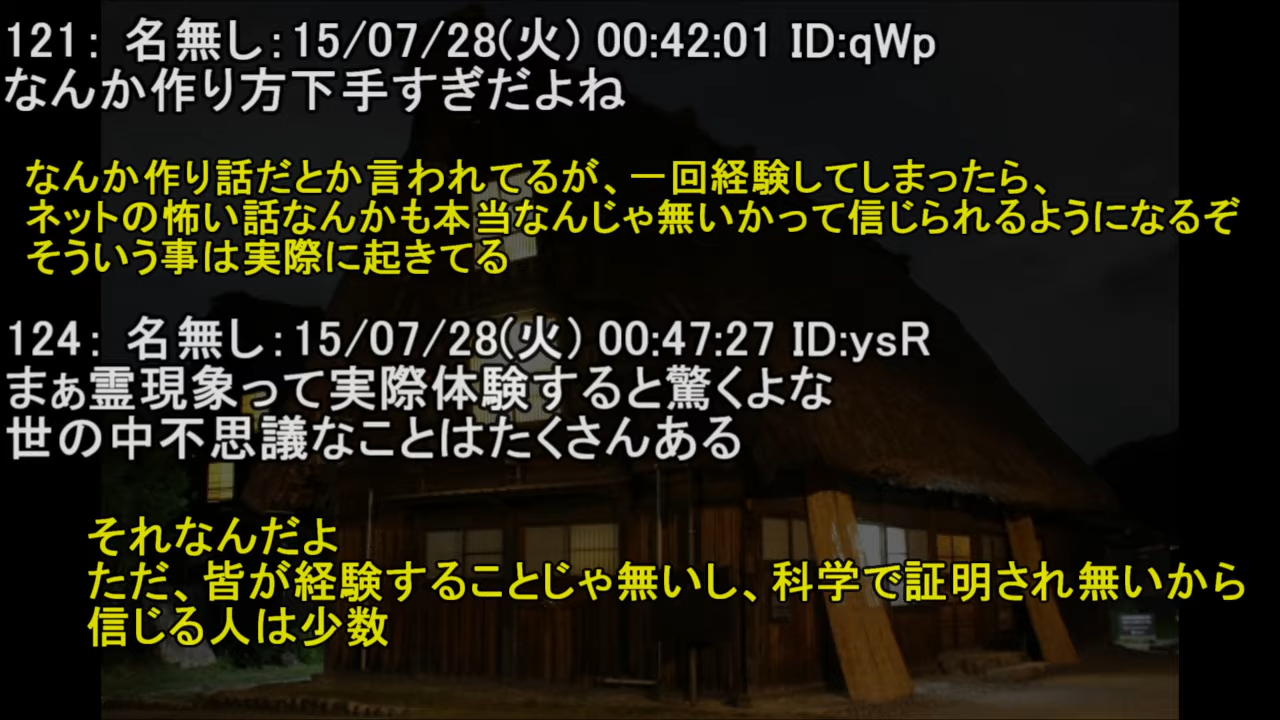 121： 名無し：15/07/28(火) 00:42:01 ID:qWp
なんか作り方下手すぎだよね
なんか作り話だとか言われてるが、一回経験してしまったら、
ネットの怖い話なんかも本当なんじゃ無いかって信じられるようになるぞ
そういう事は実際に起きてる
124： 名無し：15/07/28(火) 00:47:27 ID:ysR
まぁ霊現象って実際体験すると驚くよな
世の中不思議なことはたくさんある
それなんだよ
ただ、皆が経験することじゃ無いし、科学で証明され無いから
信じる人は少数